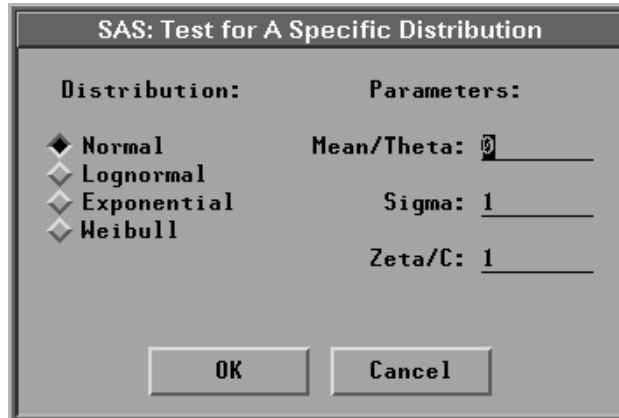 SAS: Test for A Specific Distribution
Distribution:
Parameters:
Normal
Lognormal
Exponential
Weibull
Mean/Theta: 0
Sigma: 1
Zeta/C: 1
OK
Cancel